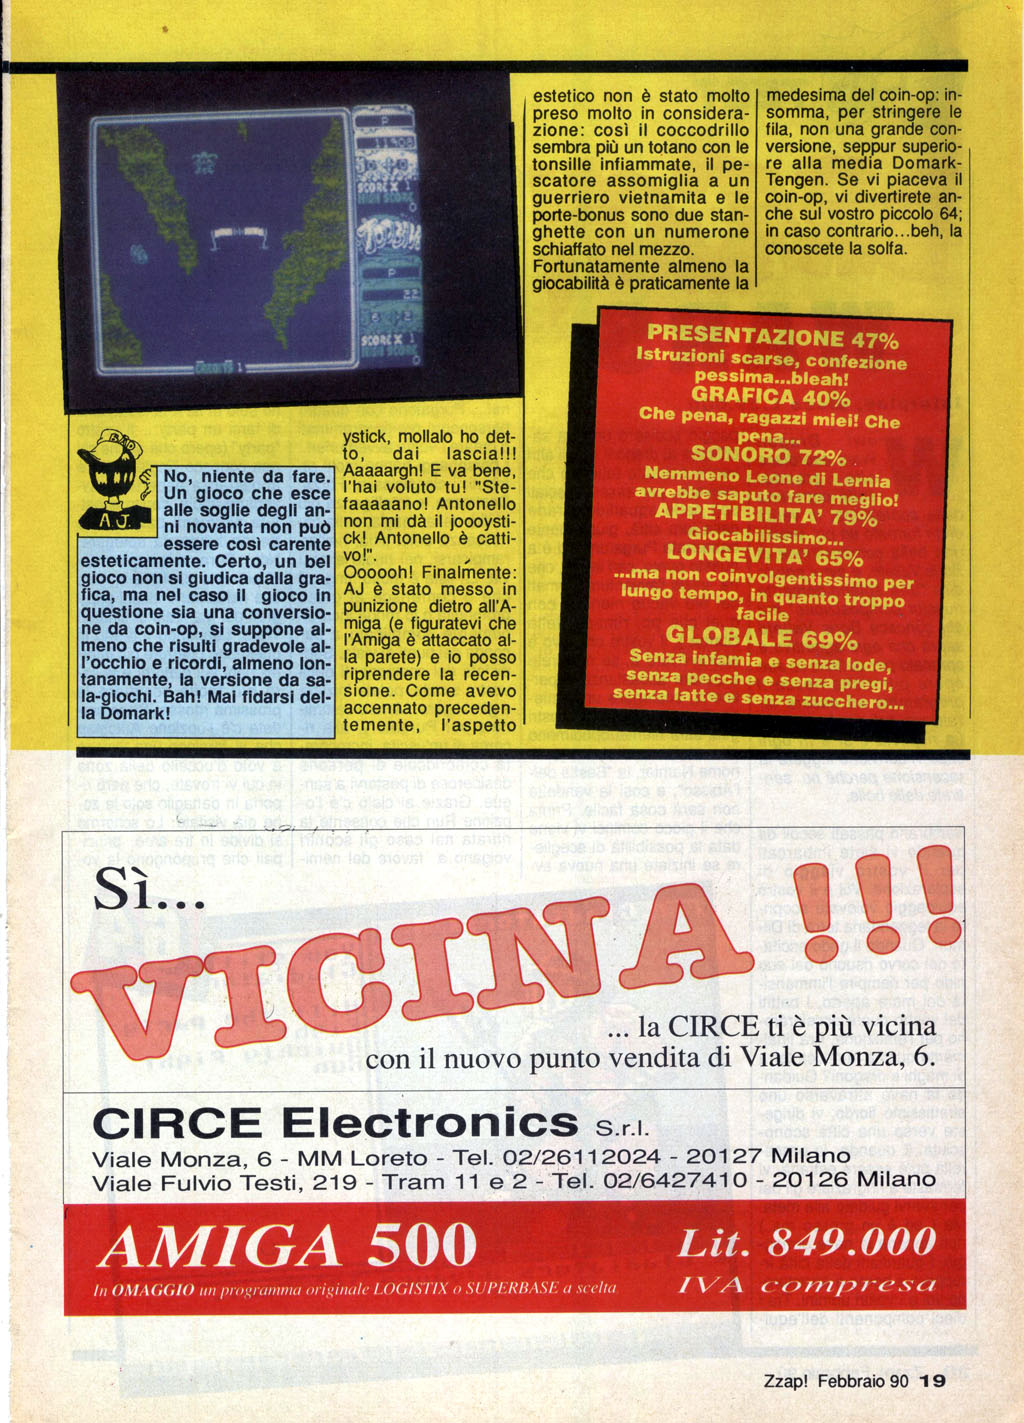 P
11908
SCORE X 1
HIGH SCORE
0
P
22
SCORE X 1
HIGH SCORE
0
CREDITS 1
A.J.
No, niente da fare.
Un gioco che esce
alle soglie degli an-
ni novanta non può
essere così carente
esteticamente. Certo, un bel
gioco non si giudica dalla gra-
fica, ma nel caso il gioco in
questione sia una conversio-
ne da coin-op, si suppone al-
meno che risulti gradevole al-
l'occhio e ricordi, almeno lon-
tanamente, la versione da sa-
la-giochi. Bah! Mai fidarsi del-
la Domark!
ystick, mollalo ho det-
to, dai lascia!!!
Aaaaargh! E va bene,
l'hai voluto tu! "Ste-
faaaaano! Antonello
non mi dà il joooysti-
ck! Antonello è catti-
vo!".
Oooooh! Finalmente:
AJ è stato messo in
punizione dietro all'A-
miga (e figuratevi che
l'Amiga è attaccato al-
la parete) e io posso
riprendere la recen-
sione. Come avevo
accennato preceden-
temente, l'aspetto
estetico non è stato molto
preso molto in considera-
zione: così il coccodrillo
sembra più un totano con le
tonsille infiammate, il pe-
scatore assomiglia a un
guerriero vietnamita e le
porte-bonus sono due stan-
ghette con un numerone
schiaffato nel mezzo.
Fortunatamente almeno la
giocabilità è praticamente la
medesima del coin-op: in-
somma, per stringere le
fila, non una grande con-
versione, seppur superio-
re alla media Domark-
Tengen. Se vi piaceva il
coin-op, vi divertirete an-
che sul vostro piccolo 64;
in caso contrario...beh, la
conoscete la solfa.
PRESENTAZIONE 47%
Istruzioni scarse, confezione
pessima...bleah!
GRAFICA 40%
Che pena, ragazzi miei! Che
pena...
SONORO 72%
Nemmeno Leone di Lernia
avrebbe saputo fare meglio!
APPETIBILITA' 79%
Giocabilissimo...
LONGEVITA' 65%
...ma non coinvolgentissimo per
lungo tempo, in quanto troppo
facile
GLOBALE 69%
Senza infamia e senza lode,
senza pecche e senza pregi,
senza latte e senza zucchero...
Sì...
VICINA !!!
... la CIRCE ti è più vicina
con il nuovo punto vendita di Viale Monza, 6.
CIRCE Electronics S.r.l.
Viale Monza, 6 - MM Loreto - Tel. 02/26112024 - 20127 Milano
Viale Fulvio Testi, 219 - Tram 11 e 2 - Tel. 02/6427410 - 20126 Milano
AMIGA 500
Lit. 849.000
In OMAGGIO un programma originale LOGISTIX o SUPERBASE a scelta
IVA compresa
Zzap! Febbraio 90 19